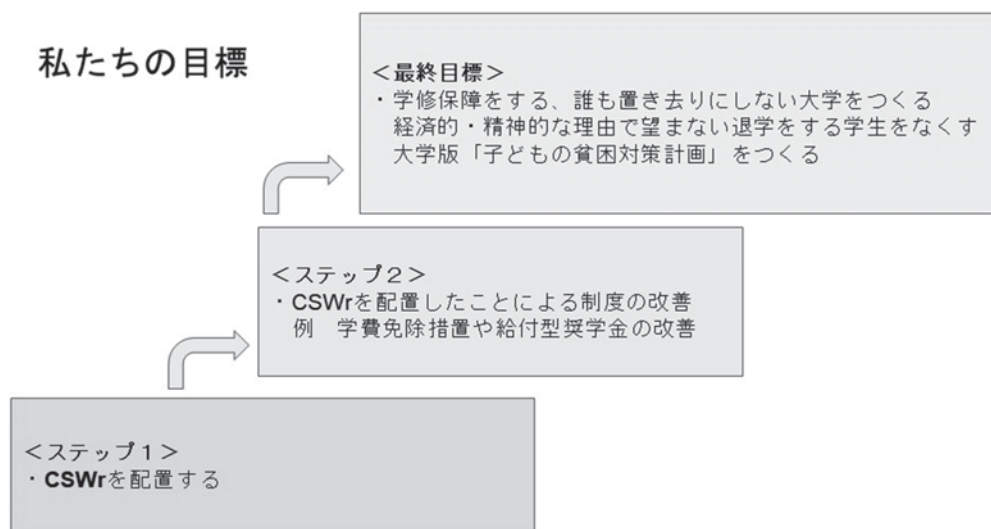 私たちの目標
＜最終目標＞
・学修保障をする、誰も置き去りにしない大学をつくる
経済的・精神的な理由で望まない退学をする学生をなくす
大学版「子どもの貧困対策計画」をつくる
＜ステップ２＞
・CSWrを配置したことによる制度の改善
例　学費免除措置や給付型奨学金の改善
＜ステップ１＞
・CSWrを配置する